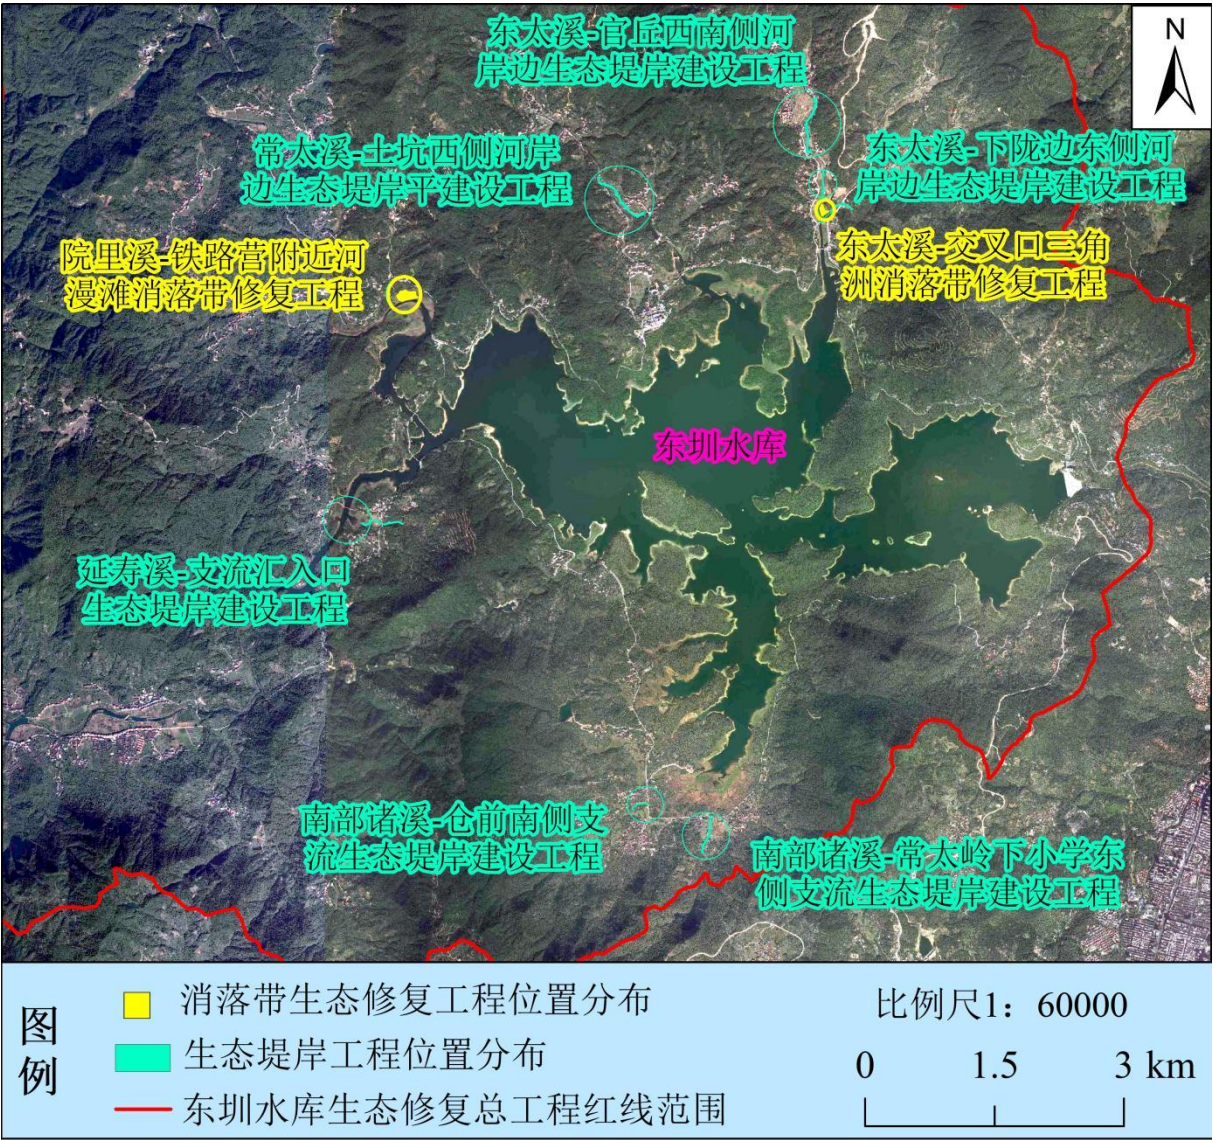 东太溪-官丘西南侧河
岸边生态堤岸建设工程
N
常太溪-土坑西侧河岸
边生态堤岸平建设工程
东太溪-下陇边东侧河
岸边生态堤岸建设工程
院里溪-铁路营附近河
漫滩消落带修复工程
东太溪-交叉口三角
洲消落带修复工程
东圳水库
延寿溪-支流汇入口
生态堤岸建设工程
南部诸溪-仓前南侧支
流生态堤岸建设工程
南部诸溪-常太岭下小学东
侧支流生态堤岸建设工程
图例
消落带生态修复工程位置分布
生态堤岸工程位置分布
东圳水库生态修复总工程红线范围
比例尺1：60000
0 1.5 3 km